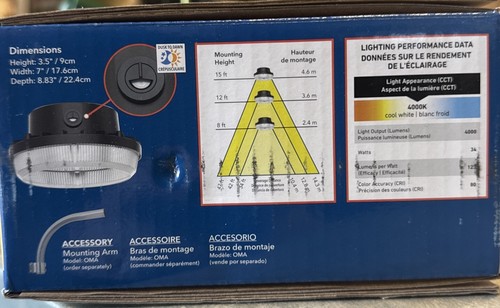 Dimensions
Height: 3.5" / 9cm
Width: 7" / 17.6cm
Depth: 8.83" / 22.4cm
DUSK TO DAWN
CRÉPUSCULAIRE
Mounting Height
Hauteur de montage
15 ft 4.6 m
12 ft 3.6 m
8 ft 2.4 m
LIGHTING PERFORMANCE DATA
DONNÉES SUR LE RENDEMENT
DE L'ÉCLAIRAGE
Light Appearance (CCT)
Aspect de la lumière (CCT)
4000K
cool white | blanc froid
Light Output (Lumens) 4000
Puissance lumineuse (Lumens)
Watts 34
Lumens per Watt
(Efficacy | Efficacité)
Color Accuracy (CRI) 80
Précision des couleurs (CRI)
ACCESSORY
Mounting Arm
Model: OMA
(order separately)
ACCESSOIRE
Bras de montage
Modèle: OMA
(commander séparément)
ACCESORIO
Brazo de montaje
Modelo: OMA
(vende por separado)